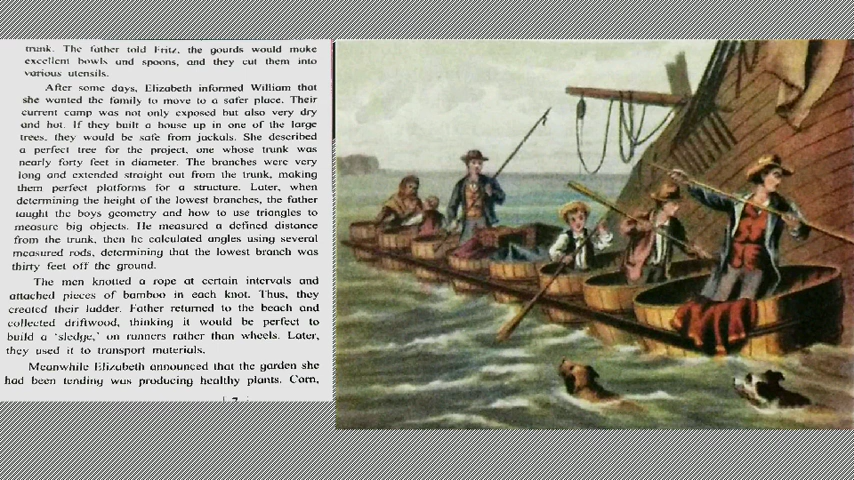 trunk. The father told Fritz, the gourds would make
excellent bowls and spoons, and they cut them into
various utensils.
After some days, Elizabeth informed William that
she wanted the family to move to a safer place. Their
current camp was not only exposed but also very dry
and hot. If they built a house up in one of the large
trees, they would be safe from jackals. She described
a perfect tree for the project, one whose trunk was
nearly forty feet in diameter. The branches were very
long and extended straight out from the trunk, making
them perfect platforms for a structure. Later, when
determining the height of the lowest branches, the father
taught the boys geometry and how to use triangles to
measure big objects. He measured a defined distance
from the trunk, then he calculated angles using several
measured rods, determining that the lowest branch was
thirty feet off the ground.
The men knotted a rope at certain intervals and
attached pieces of bamboo in each knot. Thus, they
created their ladder. Father returned to the beach and
collected driftwood, thinking it would be perfect to
build a 'sledge,' on runners rather than wheels. Later,
they used it to transport materials.
Meanwhile Elizabeth announced that the garden she
had been tending was producing healthy plants. Corn,